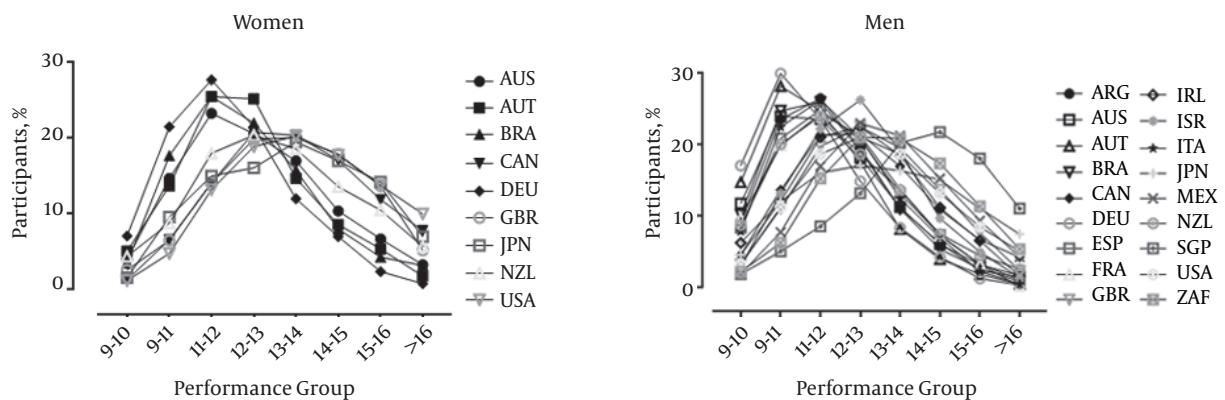 Women
30
20
10
0
Participants, %
9-10
9-11
11-12
12-13
13-14
14-15
15-16
>16
Performance Group
AUS
AUT
BRA
CAN
DEU
GBR
JPN
NZL
USA
Men
30
20
10
0
Participants, %
9-10
9-11
11-12
12-13
13-14
14-15
15-16
>16
Performance Group
ARG
AUS
AUT
BRA
CAN
DEU
ESP
FRA
GBR
IRL
ISR
ITA
JPN
MEX
NZL
SGP
USA
ZAF